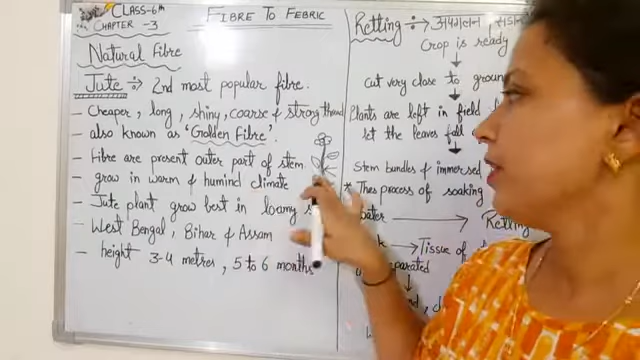 CLASS-6th
CHAPTER -3
FIBRE TO FEBRIC
Natural Fibre
Jute → 2nd most popular fibre.
- Cheaper, long, shiny, coarse & strong thread
- also known as 'Golden Fibre'.
- Fibre are present outer part of stem
- grow in warm & humind climate
- Jute plant grow best in loamy
- West Bengal, Bihar & Assam
- height 3-4 metres, 5 to 6 months
Retting → अपगलन,
Crop is ready
cut very close to groun
Plants are left in field
let the leaves fall
Stem bundles & immersed
* Thes process of soaking
water → Retting
→ Tissue of